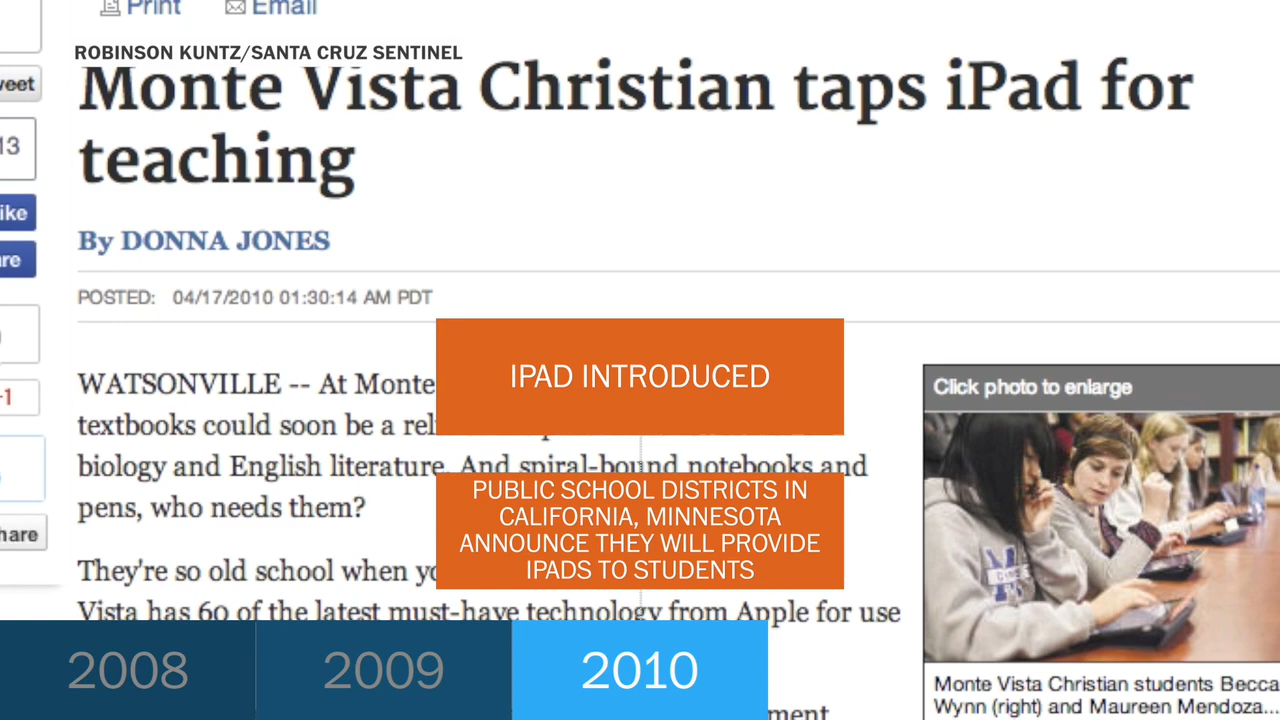 Print Email
ROBINSON KUNTZ/SANTA CRUZ SENTINEL
Monte Vista Christian taps iPad for
teaching
veet
13
ike
are
-1
hare
By DONNA JONES
POSTED: 04/17/2010 01:30:14 AM PDT
WATSONVILLE -- At Monte
textbooks could soon be a
biology and English literature. And spiral-bound notebooks and
pens, who needs them?
They're so old school when
Vista has 60 of the latest must-have technology from Apple for use
IPAD INTRODUCED
PUBLIC SCHOOL DISTRICTS IN
CALIFORNIA, MINNESOTA
ANNOUNCE THEY WILL PROVIDE
IPADS TO STUDENTS
Click photo to enlarge
Monte Vista Christian students Becca
Wynn (right) and Maureen Mendoza...
2008 2009 2010